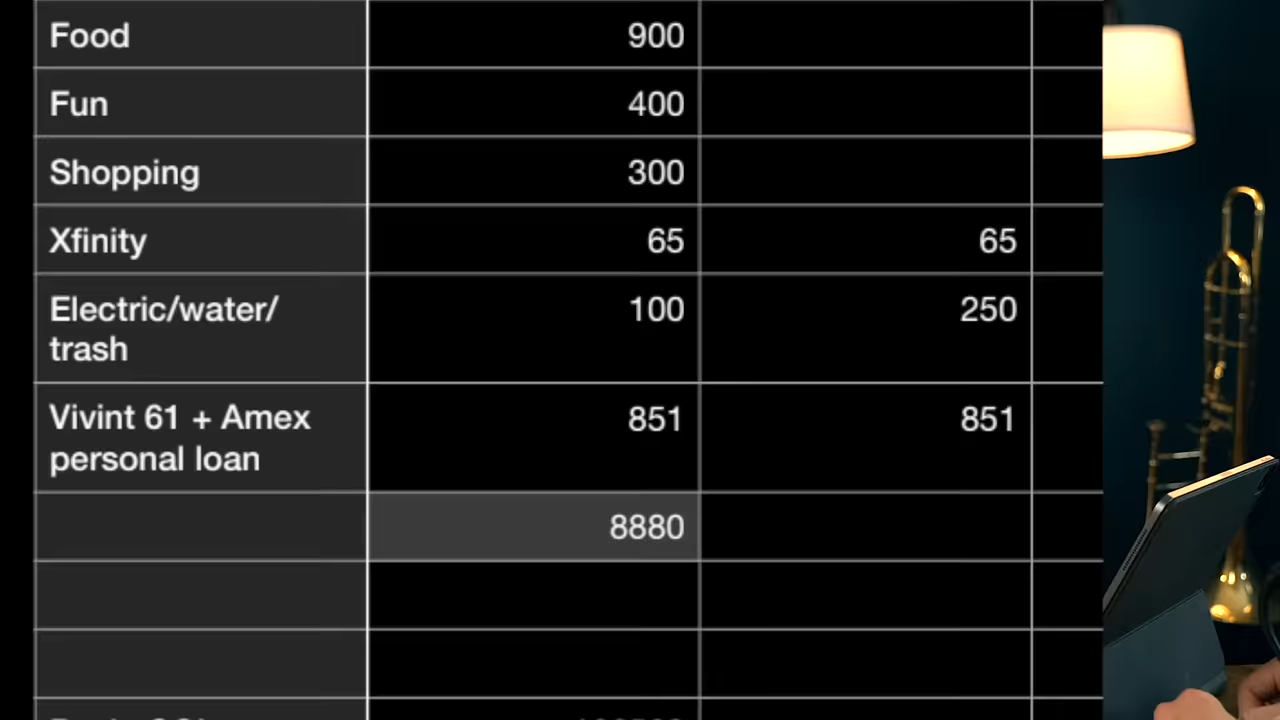 Food 900
Fun 400
Shopping 300
Xfinity 65 65
Electric/water/ 100 250
trash
Vivint 61 + Amex 851 851
personal loan
8880